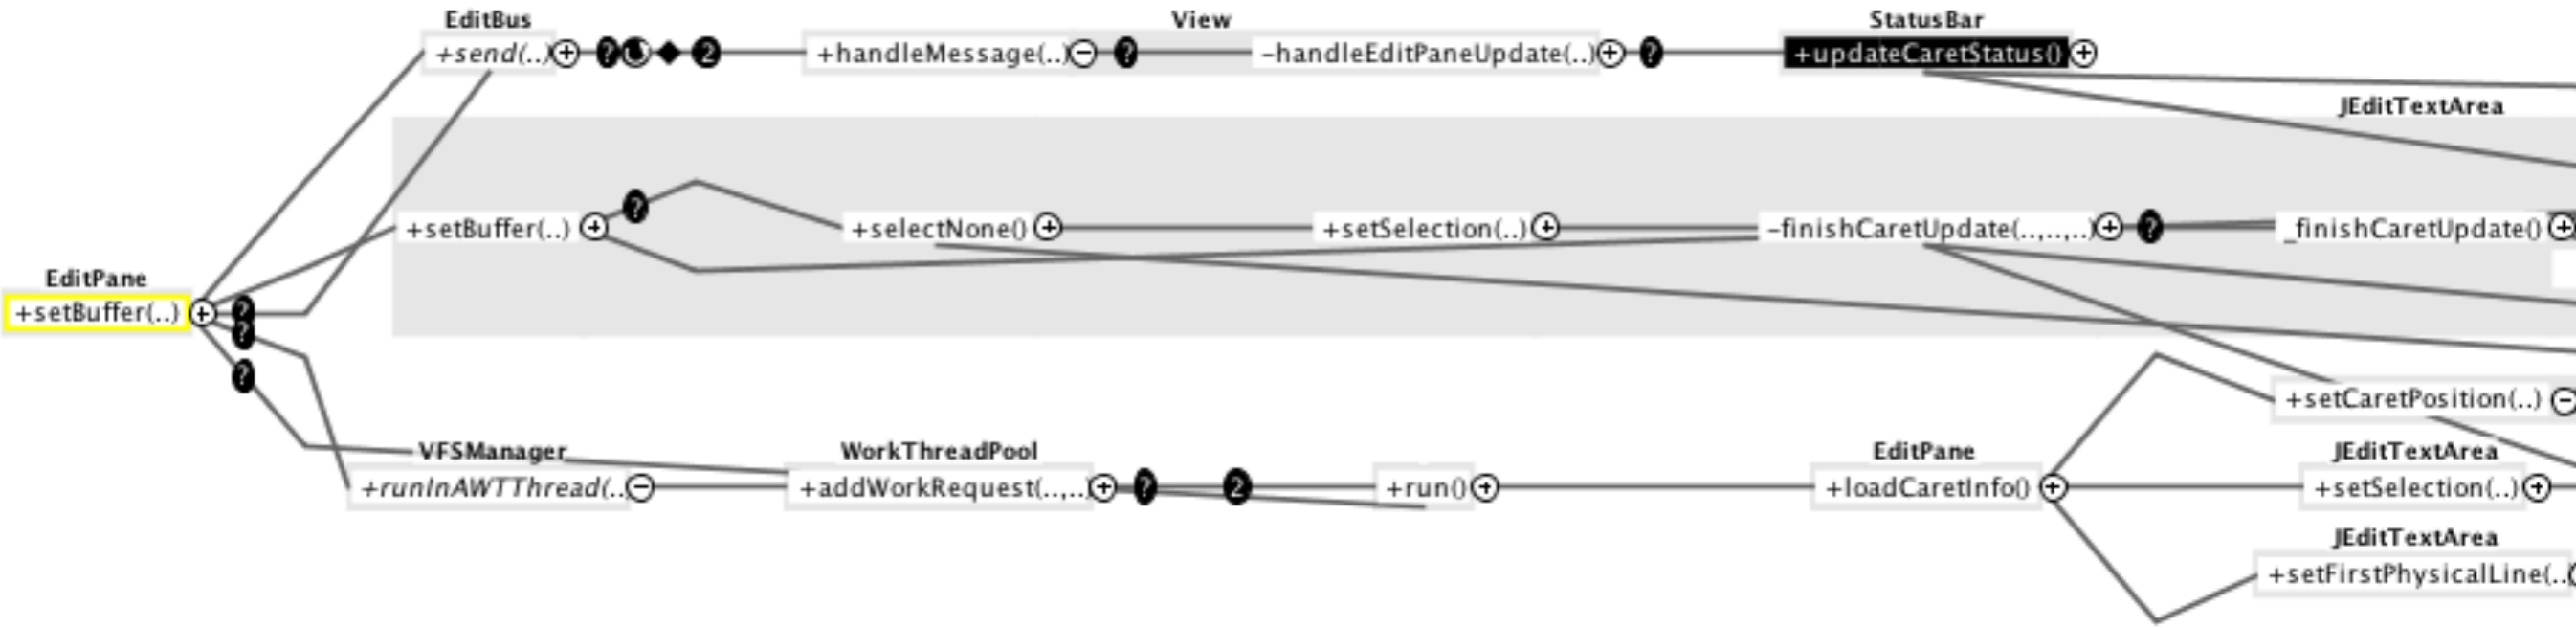 EditBus
View
StatusBar
+send(..)
? ◆ 2
+handleMessage(..)
?
-handleEditPaneUpdate(..)
?
+updateCaretStatus()
JEditTextArea
?
+setBuffer(..)
+selectNone()
+setSelection(..)
-finishCaretUpdate(..,..,..)
?
_finishCaretUpdate()
EditPane
+setBuffer(..)
?
?
?
+setCaretPosition(..)
VFSManager
WorkThreadPool
EditPane
JEditTextArea
+runInAWTThread(..
+addWorkRequest(..,..)
?
2
+run()
+loadCaretInfo()
+setSelection(..)
JEditTextArea
+setFirstPhysicalLine(..